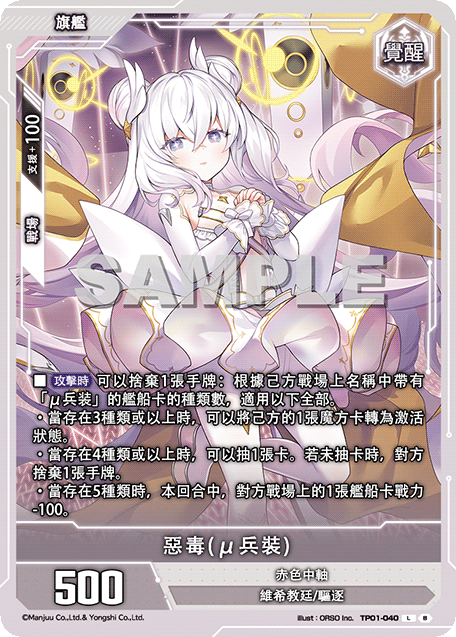 旗艦
覺醒
支援+100
戰場
SAMPLE
■ 攻擊時 可以捨棄1張手牌：根據己方戰場上名稱中帶有
「μ兵裝」的艦船卡的種類數，適用以下全部。
・當存在3種類或以上時，可以將己方的1張魔方卡轉為激活
狀態。
・當存在4種類或以上時，可以抽1張卡。若未抽卡時，對方
捨棄1張手牌。
・當存在5種類時，本回合中，對方戰場上的1張艦船卡戰力
-100。
惡毒(μ兵裝)
500
赤色中軸
維希教廷/驅逐
©Manjuu Co.,Ltd.& Yongshi Co.,Ltd.
Illust：ORSO Inc. TP01-040 L B